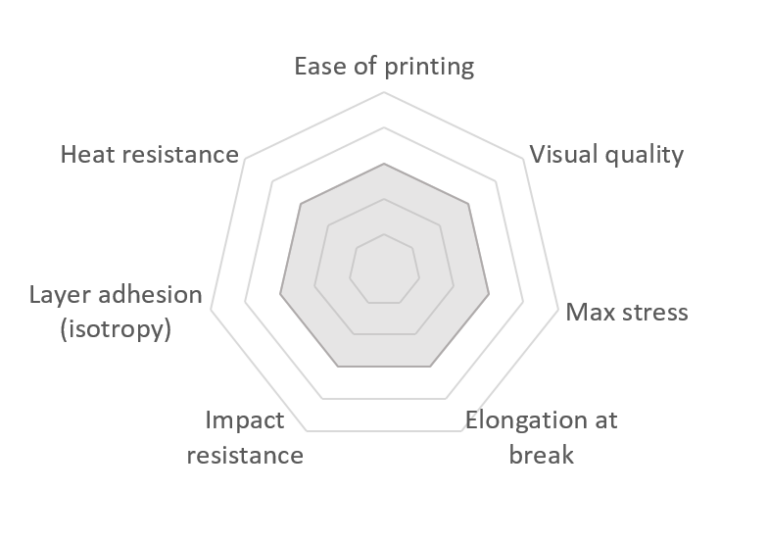 Ease of printing
Heat resistance
Visual quality
Layer adhesion
(isotropy)
Max stress
Impact
resistance
Elongation at
break